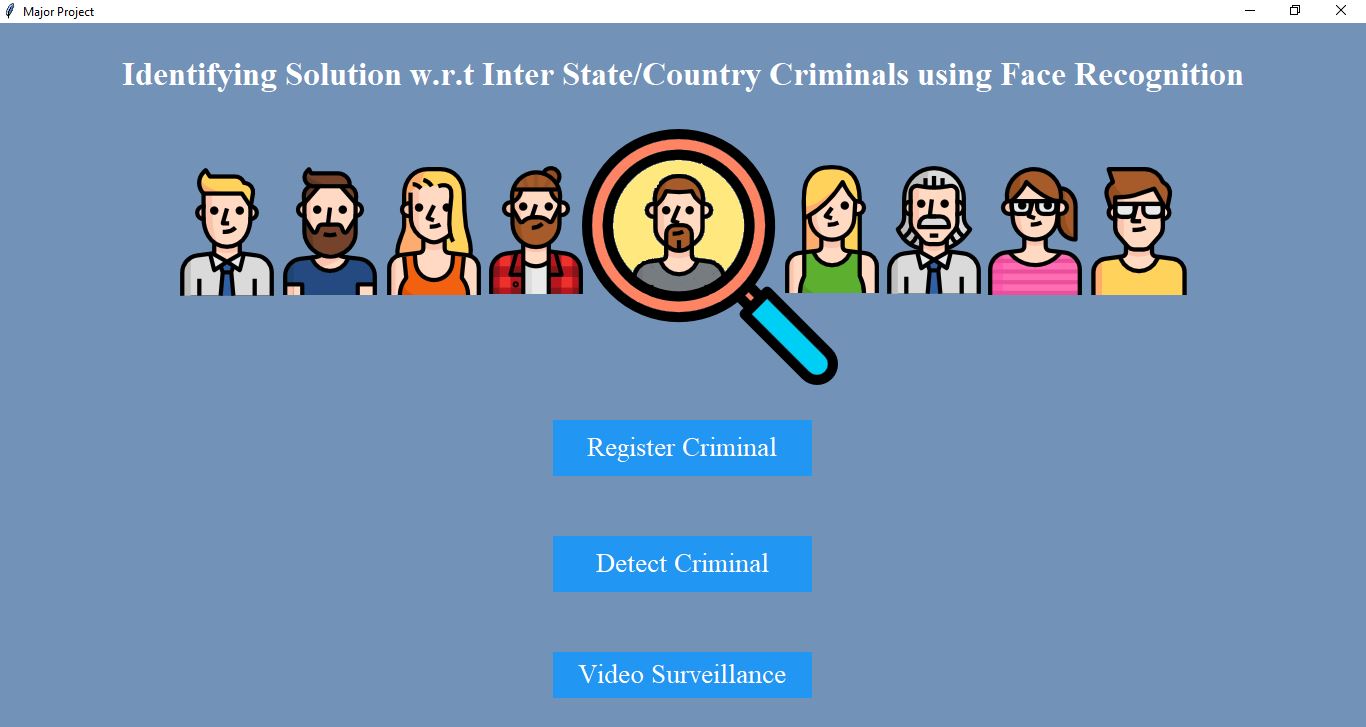 Major Project
Identifying Solution w.r.t Inter State/Country Criminals using Face Recognition
Register Criminal
Detect Criminal
Video Surveillance